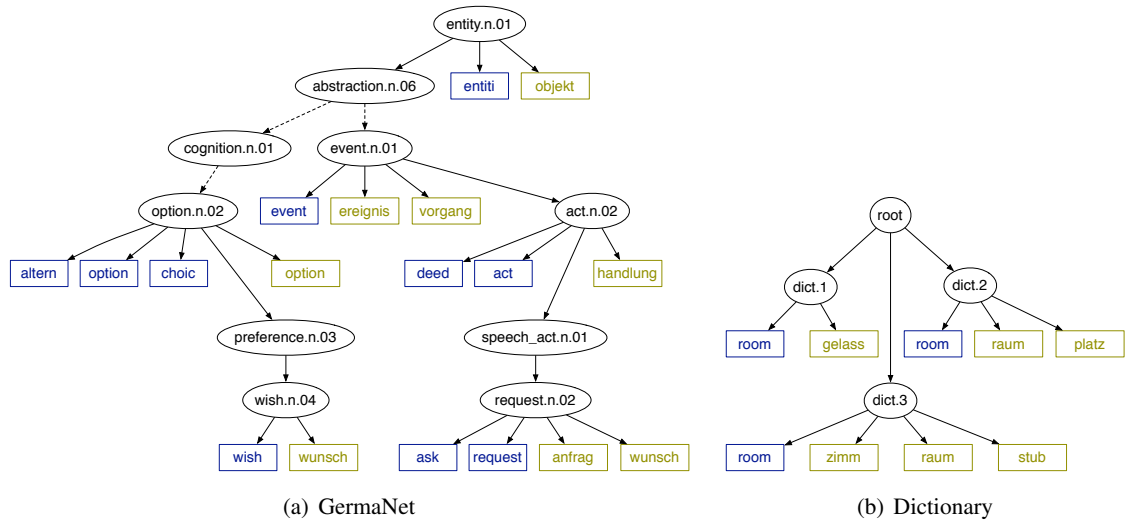 entity.n.01
abstraction.n.06 entiti objekt
cognition.n.01 event.n.01
option.n.02 event ereignis vorgang act.n.02
altern option choic option deed act handlung
preference.n.03 speech_act.n.01
wish.n.04 request.n.02
wish wunsch ask request anfrag wunsch
(a) GermaNet
root
dict.1 dict.2
room gelass room raum platz
dict.3
room zimm raum stub
(b) Dictionary